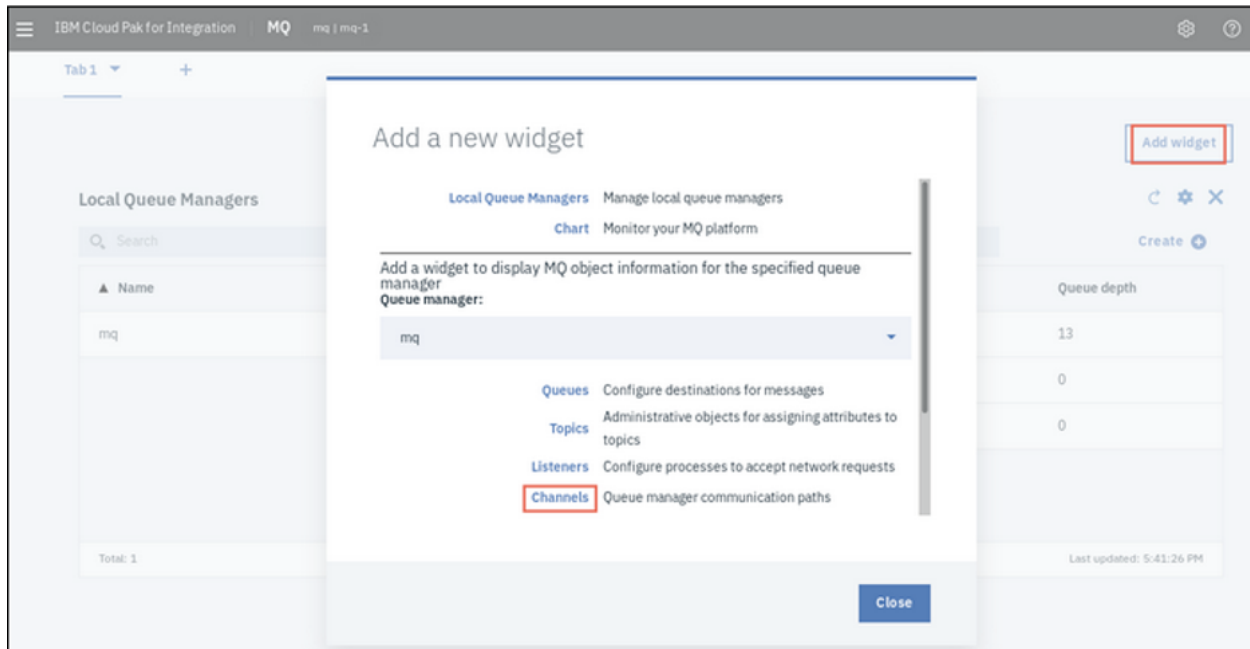 IBM Cloud Pak for Integration MQ mq | mq-1
Tab 1 +
Add a new widget
Add widget
Local Queue Managers
Search
Create
Local Queue Managers Manage local queue managers
Chart Monitor your MQ platform
Add a widget to display MQ object information for the specified queue
manager
Queue manager:
mq
Queues Configure destinations for messages
Topics Administrative objects for assigning attributes to
topics
Listeners Configure processes to accept network requests
Channels Queue manager communication paths
Close
Name
Queue depth
mq
13
0
0
Total: 1
Last updated: 5:41:26 PM